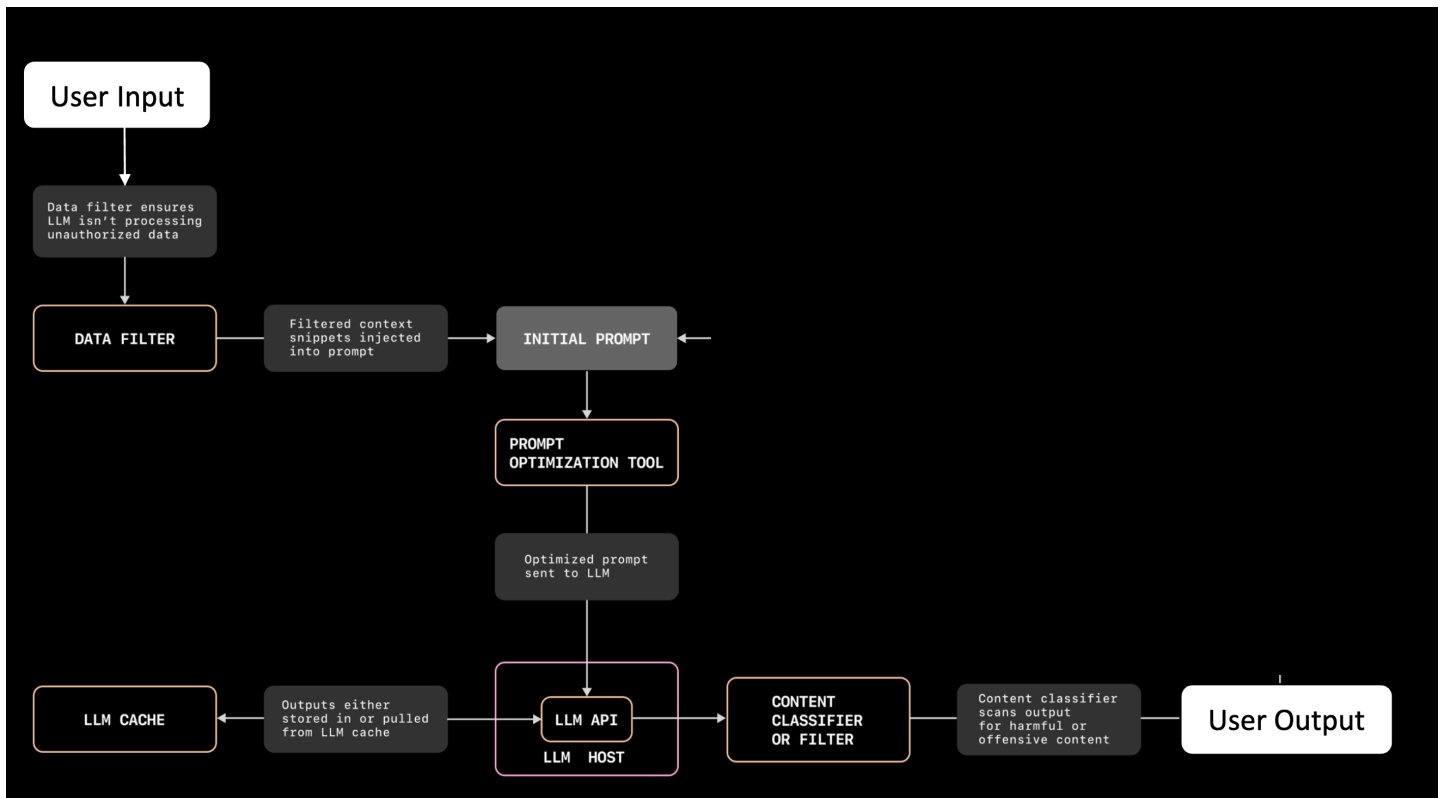 User Input
Data filter ensures
LLM isn't processing
unauthorized data
DATA FILTER
Filtered context
snippets injected
into prompt
INITIAL PROMPT
PROMPT
OPTIMIZATION TOOL
Optimized prompt
sent to LLM
LLM CACHE
Outputs either
stored in or pulled
from LLM cache
LLM API
LLM HOST
CONTENT
CLASSIFIER
OR FILTER
Content classifier
scans output
for harmful or
offensive content
User Output